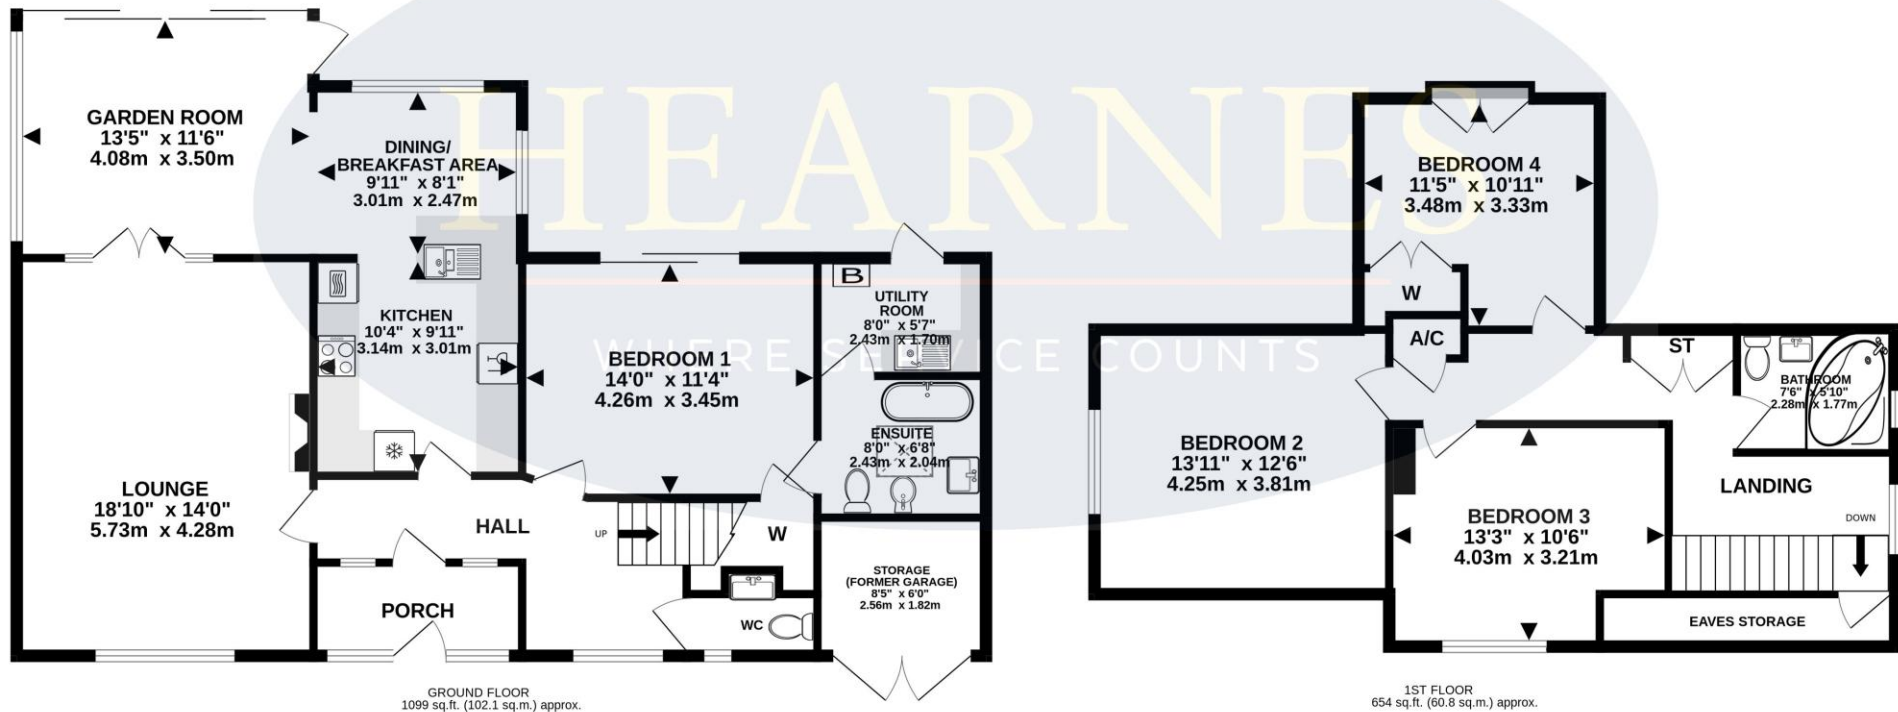 HEARNES
WHERE SERVICE COUNTS
GARDEN ROOM
13'5" x 11'6"
4.08m x 3.50m
DINING/
BREAKFAST AREA
9'11" x 8'1"
3.01m x 2.47m
KITCHEN
10'4" x 9'11"
3.14m x 3.01m
LOUNGE
18'10" x 14'0"
5.73m x 4.28m
BEDROOM 1
14'0" x 11'4"
4.26m x 3.45m
B
UTILITY
ROOM
8'0" x 5'7"
2.43m x 1.70m
ENSUITE
8'0" x 6'8"
2.43m x 2.04m
HALL
UP
W
PORCH
WC
STORAGE
(FORMER GARAGE)
8'5" x 6'0"
2.56m x 1.82m
GROUND FLOOR
1099 sq.ft. (102.1 sq.m.) approx.
BEDROOM 4
11'5" x 10'11"
3.48m x 3.33m
W
A/C
ST
BATHROOM
7'6" x 5'10"
2.28m x 1.77m
BEDROOM 2
13'11" x 12'6"
4.25m x 3.81m
BEDROOM 3
13'3" x 10'6"
4.03m x 3.21m
LANDING
DOWN
EAVES STORAGE
1ST FLOOR
654 sq.ft. (60.8 sq.m.) approx.